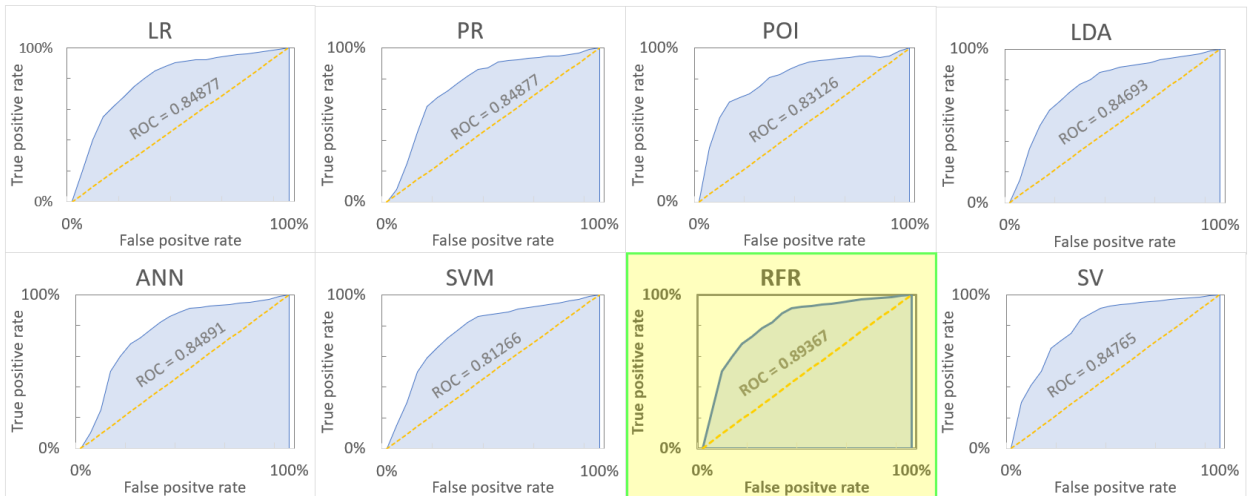 LR
100%
True positive rate
ROC = 0.84877
0%
0%
100%
False positve rate
PR
100%
True positive rate
ROC = 0.84877
0%
0%
100%
False positve rate
POI
100%
True positive rate
ROC = 0.83126
0%
0%
100%
False positve rate
LDA
100%
True positive rate
ROC = 0.84693
0%
0%
100%
False positve rate
ANN
100%
True positive rate
ROC = 0.84891
0%
0%
100%
False positve rate
SVM
100%
True positive rate
ROC = 0.81266
0%
0%
100%
False positve rate
RFR
100%
True positive rate
ROC = 0.89367
0%
0%
100%
False positve rate
SV
100%
True positive rate
ROC = 0.84765
0%
0%
100%
False positve rate